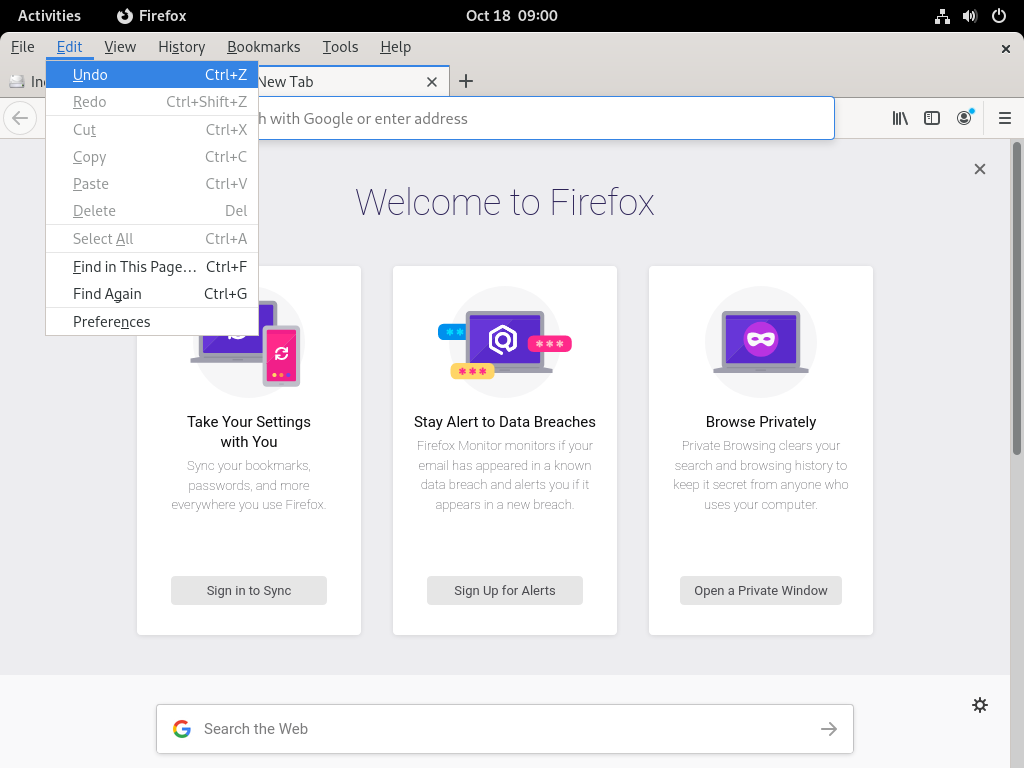 Activities Firefox Oct 18 09:00
File Edit View History Bookmarks Tools Help
New Tab
Undo Ctrl+Z
Redo Ctrl+Shift+Z
with Google or enter address
Cut Ctrl+X
Copy Ctrl+C
Paste Ctrl+V
Delete Del
Select All Ctrl+A
Find in This Page... Ctrl+F
Find Again Ctrl+G
Preferences
Welcome to Firefox
Take Your Settings
with You
Sync your bookmarks,
passwords, and more
everywhere you use Firefox.
Sign in to Sync
Stay Alert to Data Breaches
Firefox Monitor monitors if your
email has appeared in a known
data breach and alerts you if it
appears in a new breach.
Sign Up for Alerts
Browse Privately
Private Browsing clears your
search and browsing history to
keep it secret from anyone who
uses your computer.
Open a Private Window
Search the Web